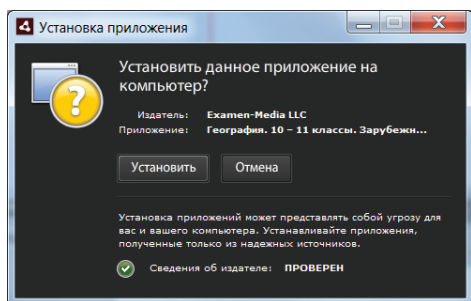 Установка приложения
Установить данное приложение на
компьютер?
Издатель: Examen-Media LLC
Приложение: География. 10 – 11 классы. Зарубежн...
Установить Отмена
Установка приложений может представлять собой угрозу для
вас и вашего компьютера. Устанавливайте приложения,
полученные только из надежных источников.
Сведения об издателе: ПРОВЕРЕН